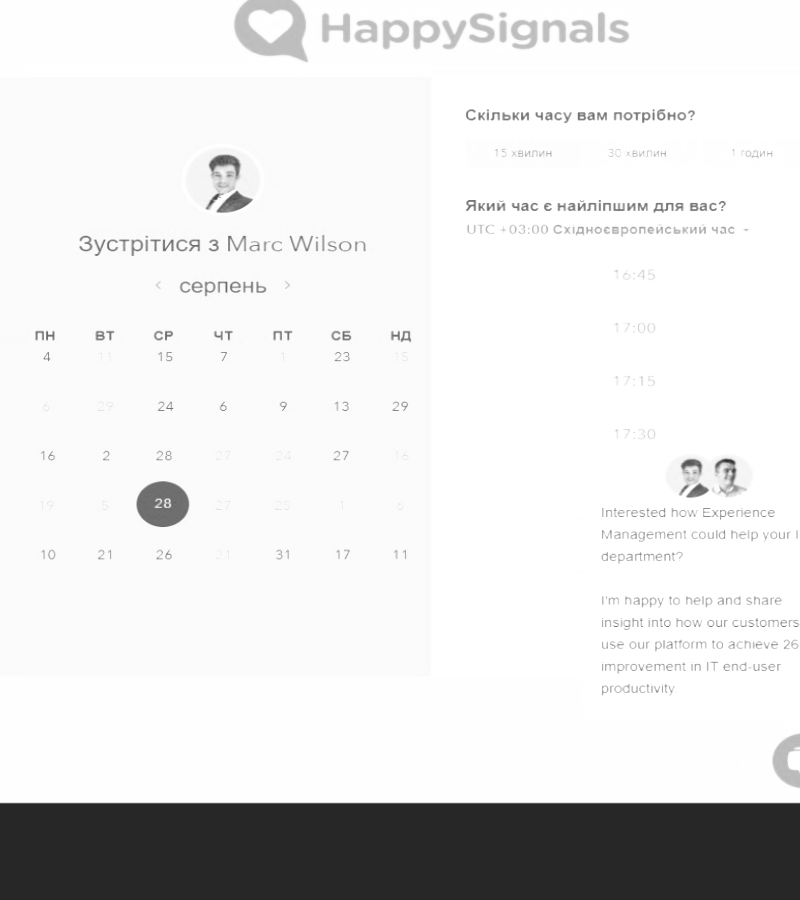 HappySignals
Зустрітися з Marc Wilson
серпень
ПН ВТ СР ЧТ ПТ СБ НД
4 11 15 7 1 23 15
6 29 24 6 9 13 29
16 2 28 27 24 27 16
19 5 28 27 25 1 6
10 21 26 21 31 17 11
Скільки часу вам потрібно?
15 хвилин 30 хвилин 1 годин
Який час є найліпшим для вас?
UTC +03:00 Східноєвропейський час
16:45
17:00
17:15
17:30
Interested how Experience
Management could help your
department?
I'm happy to help and share
insight into how our customers
use our platform to achieve 26
improvement in IT end-user
productivity.